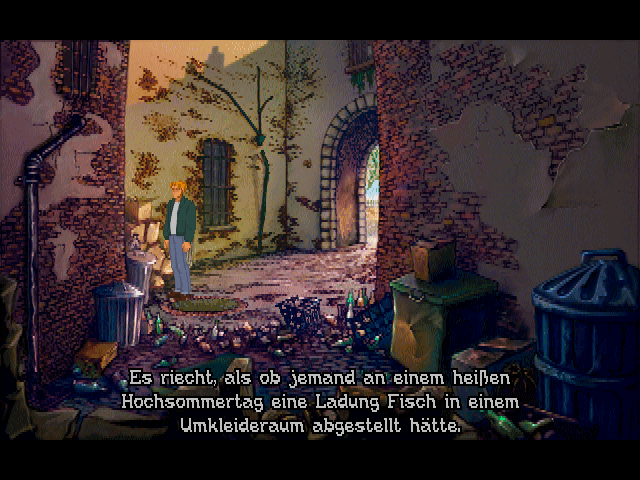 Es riecht, als ob jemand an einem heißen
Hochsommertag eine Ladung Fisch in einem
Umkleideraum abgestellt hätte.